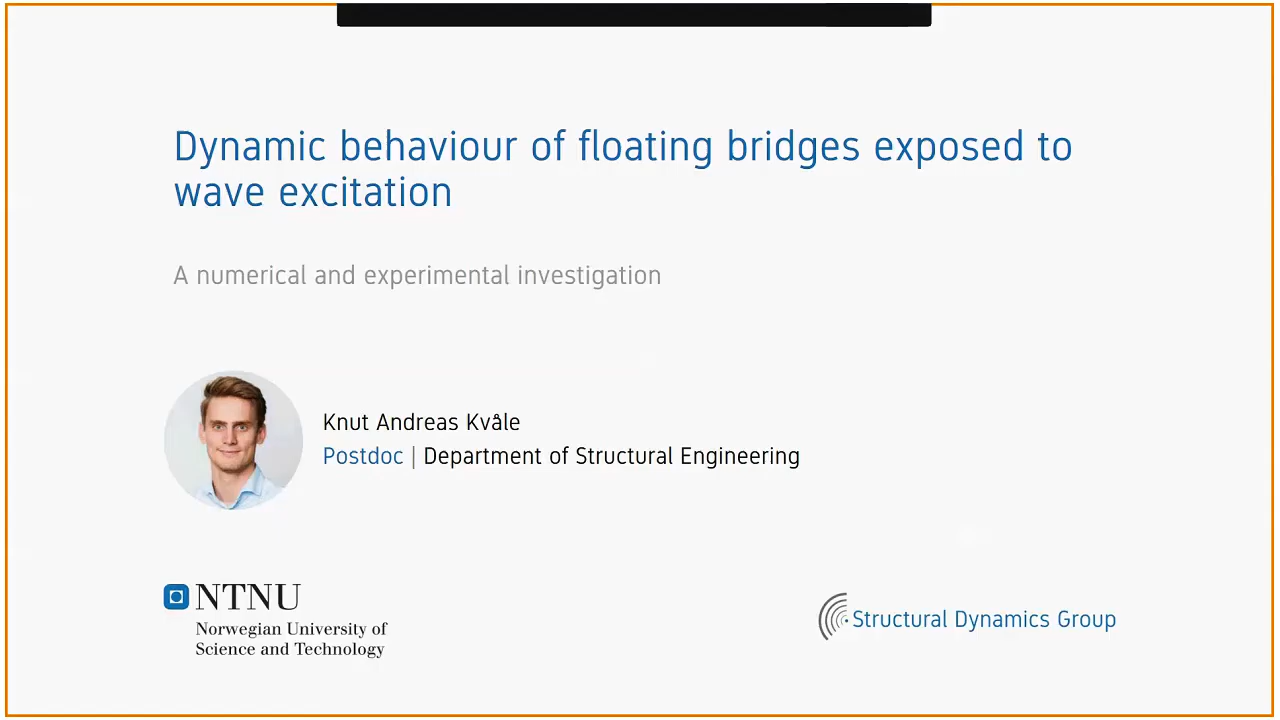 Dynamic behaviour of floating bridges exposed to
wave excitation
A numerical and experimental investigation
Knut Andreas Kvåle
Postdoc | Department of Structural Engineering
NTNU
Norwegian University of
Science and Technology
Structural Dynamics Group